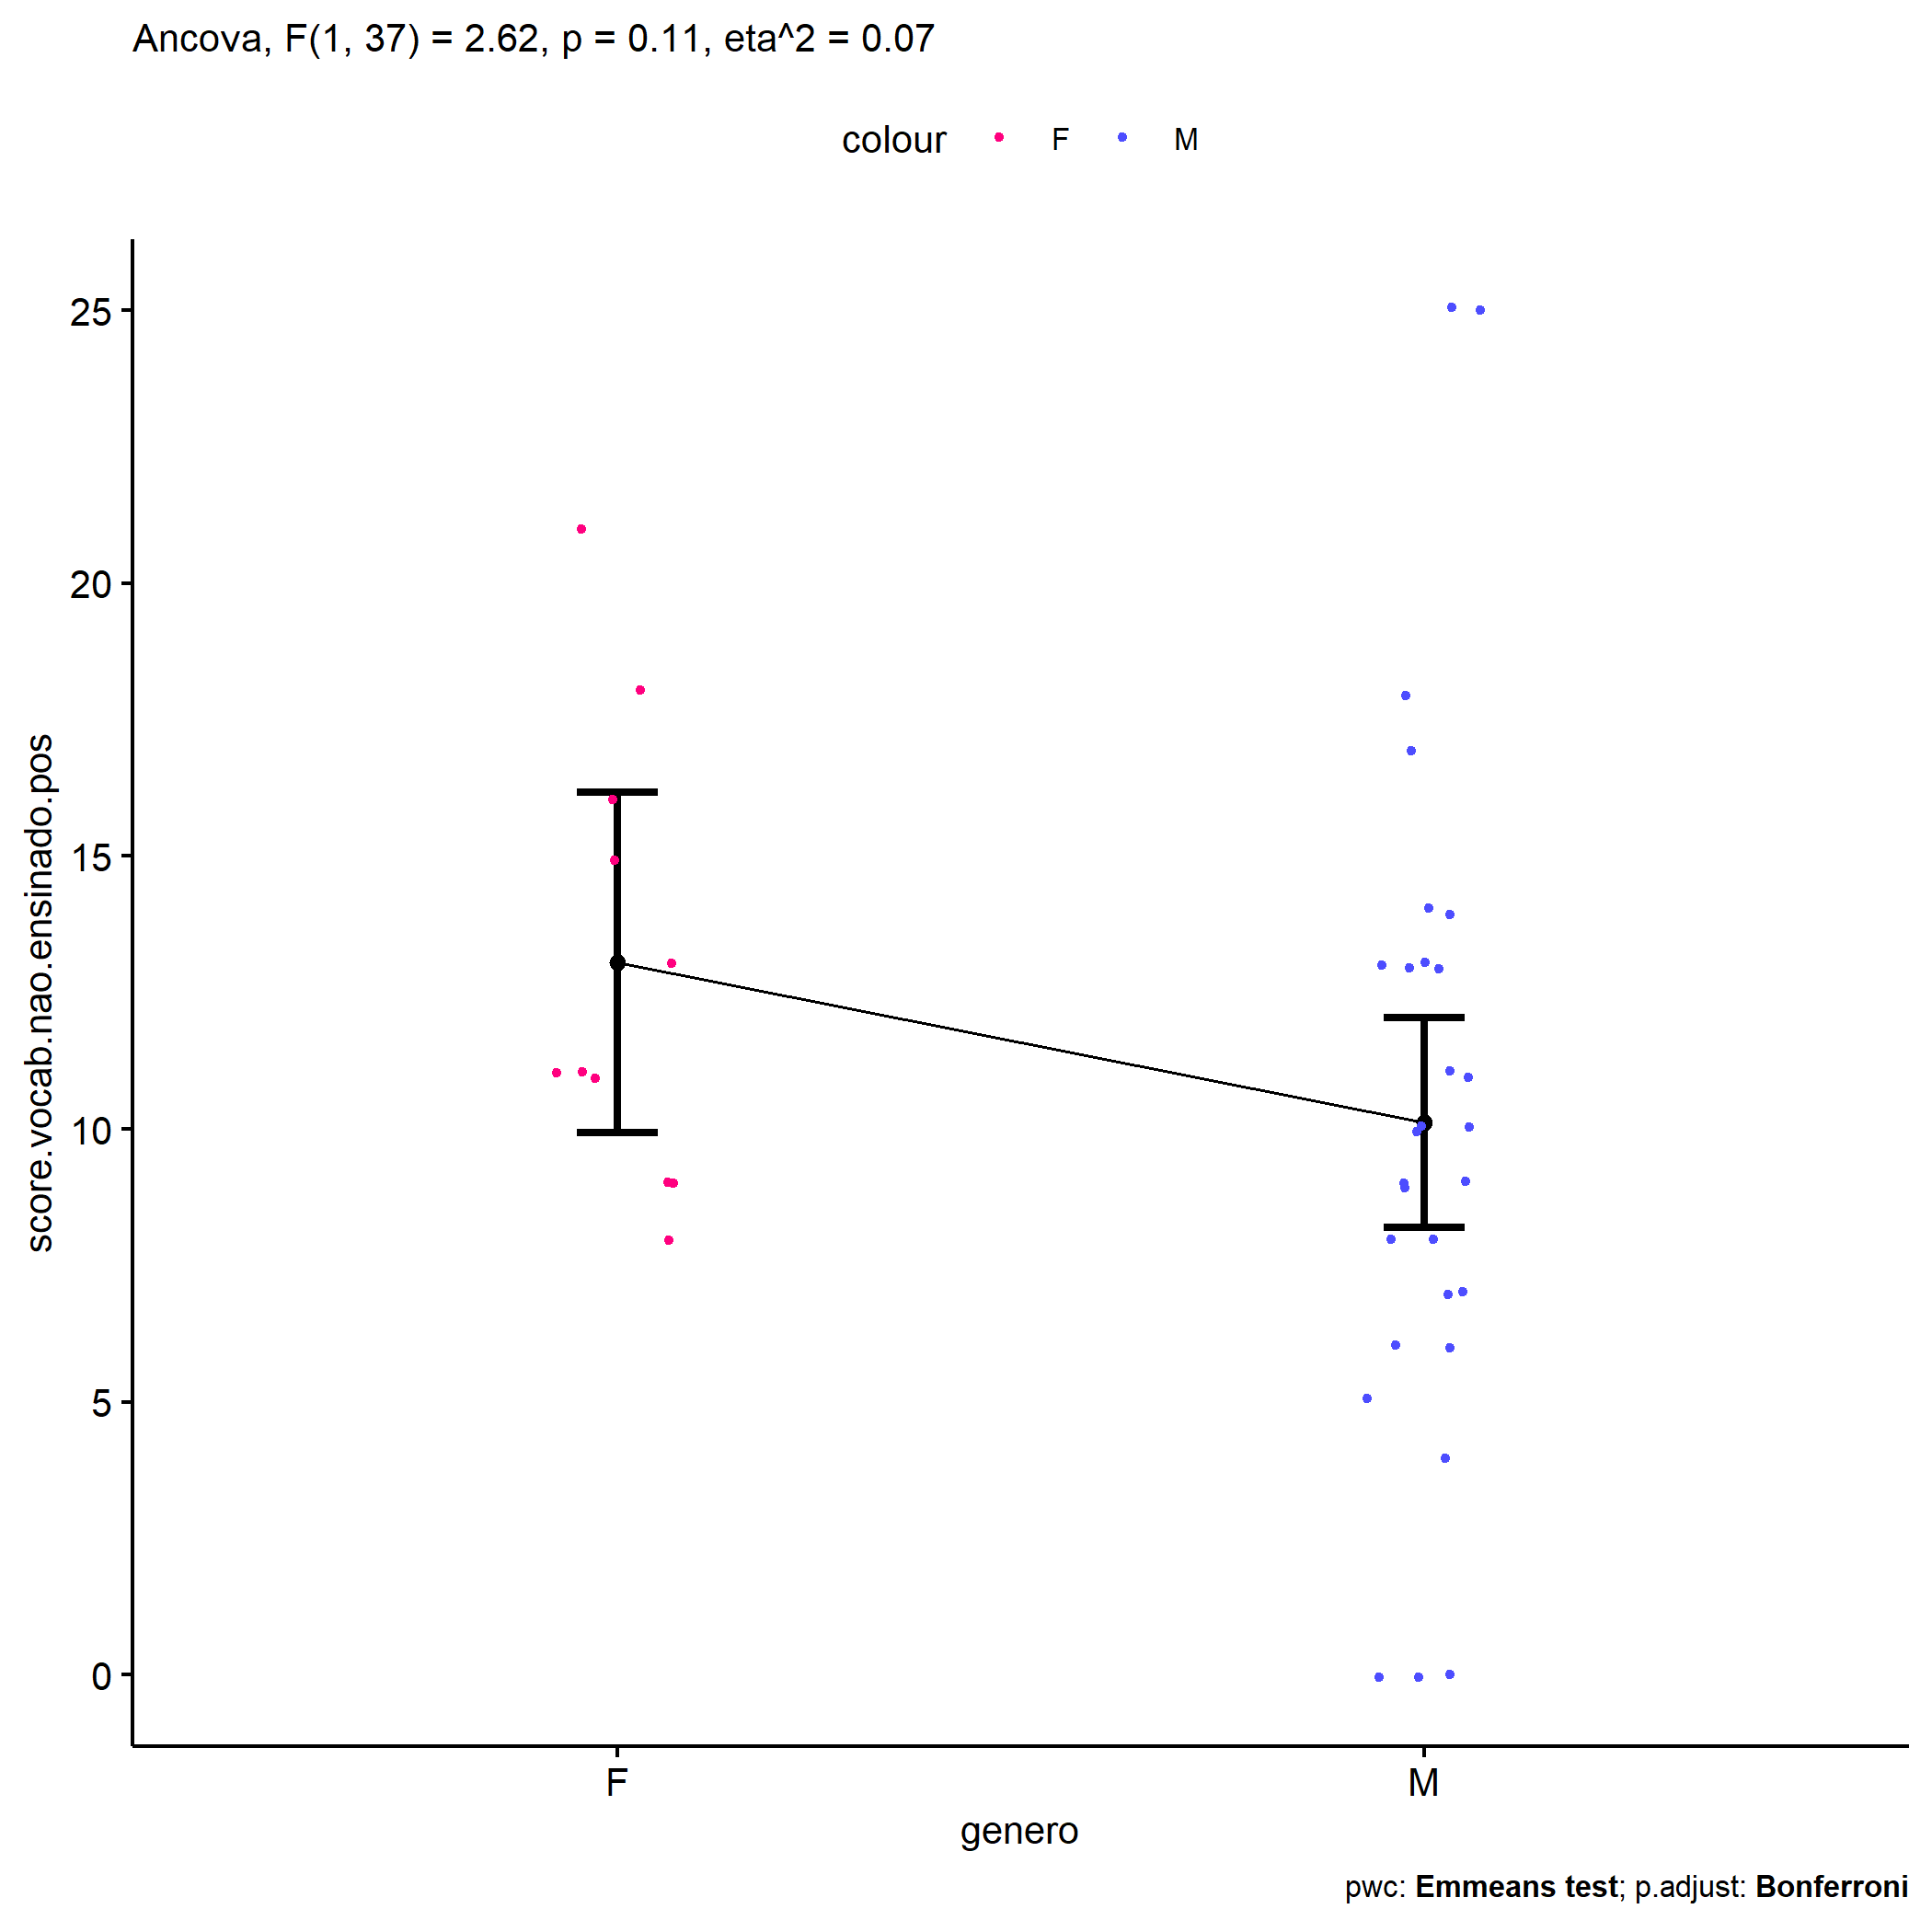 Ancova, F(1, 37) = 2.62, p = 0.11, eta^2 = 0.07
colour F M
score.vocab.nao.ensinado.pos
25
20
15
10
5
0
F M
genero
pwc: Emmeans test; p.adjust: Bonferroni